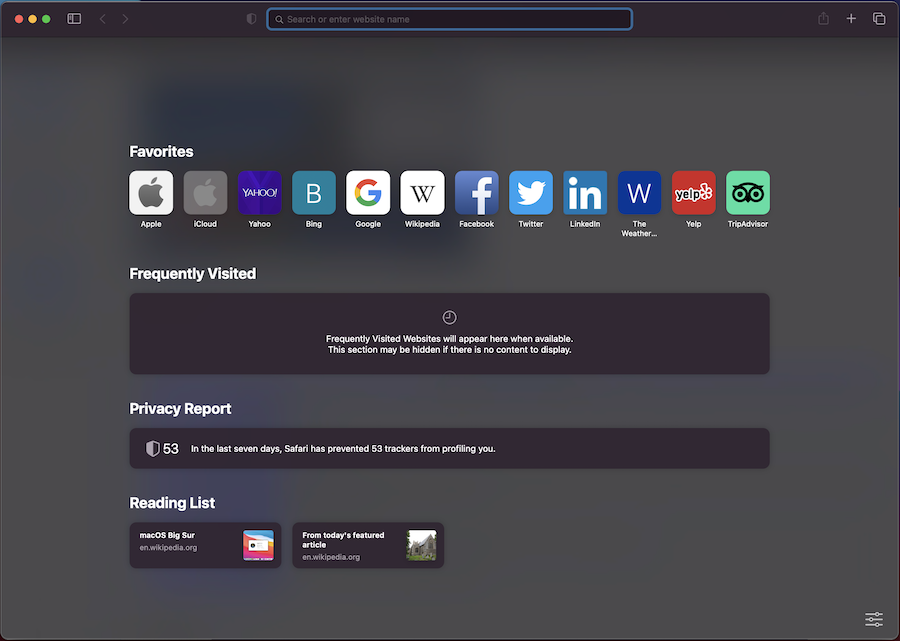 Search or enter website name
Favorites
YAHOO!
B
G
W
f
in
W
yelp
Apple
iCloud
Yahoo
Bing
Google
Wikipedia
Facebook
Twitter
LinkedIn
The
Weather...
Yelp
TripAdvisor
Frequently Visited
Frequently Visited Websites will appear here when available.
This section may be hidden if there is no content to display.
Privacy Report
53
In the last seven days, Safari has prevented 53 trackers from profiling you.
Reading List
macOS Big Sur
en.wikipedia.org
From today's featured
article
en.wikipedia.org